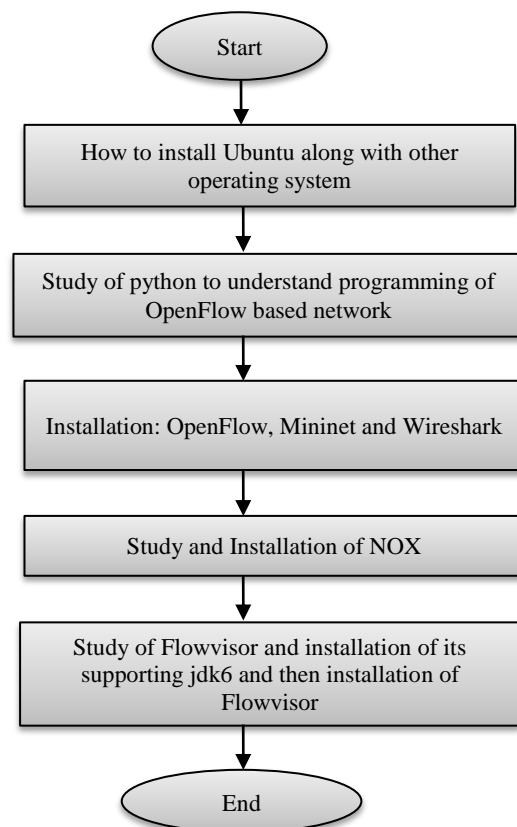 Start
How to install Ubuntu along with other
operating system
Study of python to understand programming of
OpenFlow based network
Installation: OpenFlow, Mininet and Wireshark
Study and Installation of NOX
Study of Flowvisor and installation of its
supporting jdk6 and then installation of
Flowvisor
End